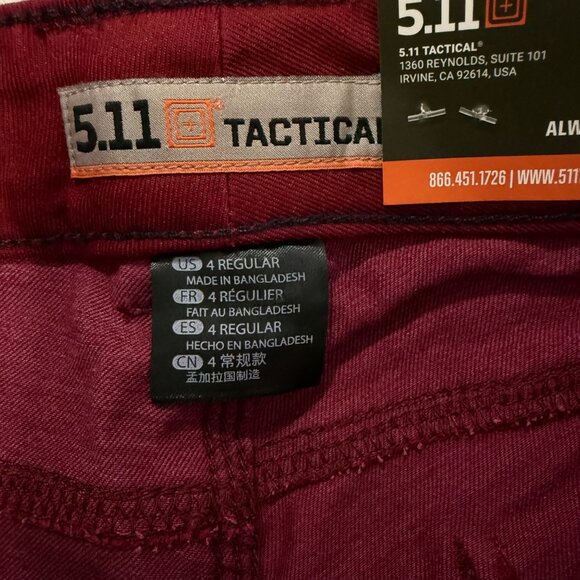 5.11
5.11 TACTICAL®
1360 REYNOLDS, SUITE 101
IRVINE, CA 92614, USA
ALW
866.451.1726 | WWW.511
5.11 TACTICAL
US 4 REGULAR
MADE IN BANGLADESH
FR 4 RÉGULIER
FAIT AU BANGLADESH
ES 4 REGULAR
HECHO EN BANGLADESH
CN 4 常规款
孟加拉国制造